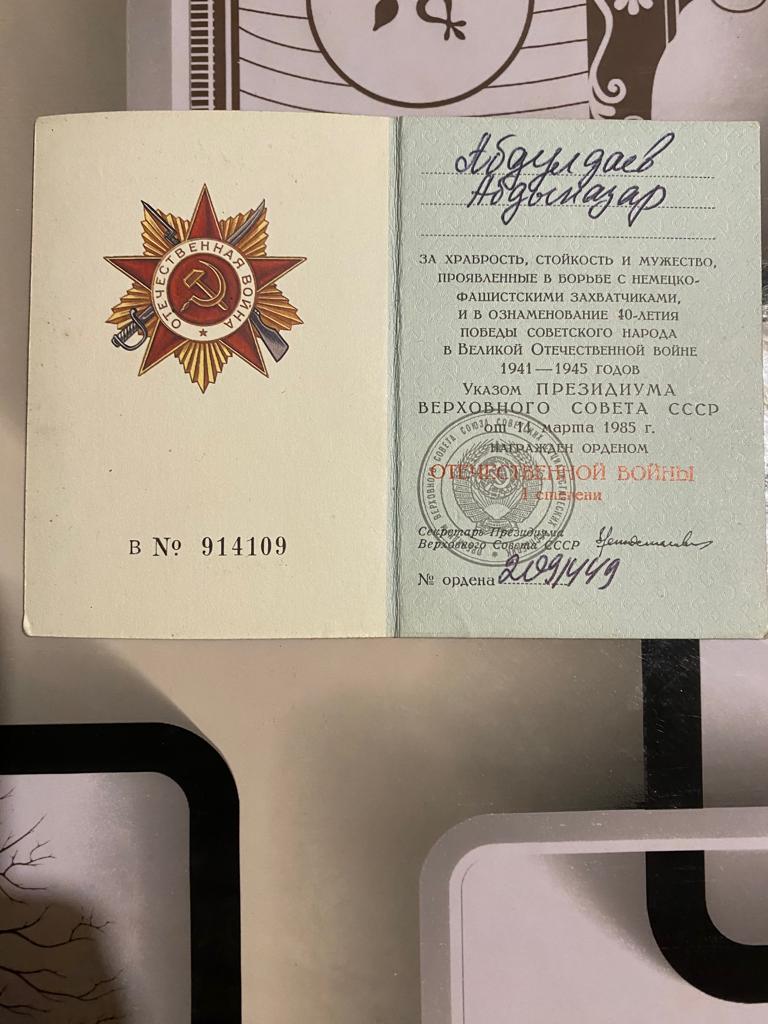 ОТЕЧЕСТВЕННАЯ ВОЙНА
В № 914109
Абдулдаев
Абдыназар
ЗА ХРАБРОСТЬ, СТОЙКОСТЬ И МУЖЕСТВО,
ПРОЯВЛЕННЫЕ В БОРЬБЕ С НЕМЕЦКО-
ФАШИСТСКИМИ ЗАХВАТЧИКАМИ,
И В ОЗНАМЕНОВАНИЕ 40-ЛЕТИЯ
ПОБЕДЫ СОВЕТСКОГО НАРОДА
В ВЕЛИКОЙ ОТЕЧЕСТВЕННОЙ ВОЙНЕ
1941—1945 ГОДОВ
УКАЗОМ ПРЕЗИДИУМА
ВЕРХОВНОГО СОВЕТА СССР
от 11 марта 1985 г.
НАГРАЖДЕН ОРДЕНОМ
ОТЕЧЕСТВЕННОЙ ВОЙНЫ
I степени
Секретарь Президиума
Верховного Совета СССР
№ ордена 2091449